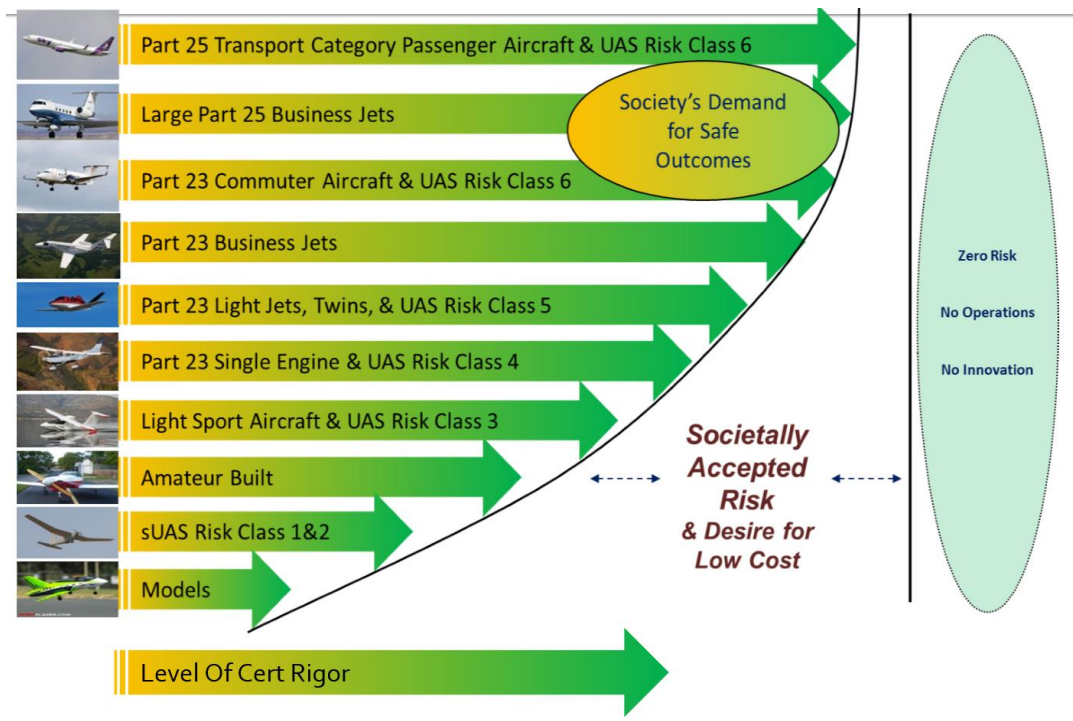 Part 25 Transport Category Passenger Aircraft & UAS Risk Class 6
Large Part 25 Business Jets
Society's Demand
for Safe
Outcomes
Part 23 Commuter Aircraft & UAS Risk Class 6
Part 23 Business Jets
Part 23 Light Jets, Twins, & UAS Risk Class 5
Part 23 Single Engine & UAS Risk Class 4
Light Sport Aircraft & UAS Risk Class 3
Amateur Built
sUAS Risk Class 1&2
Models
Level Of Cert Rigor
Societally
Accepted
Risk
& Desire for
Low Cost
Zero Risk
No Operations
No Innovation